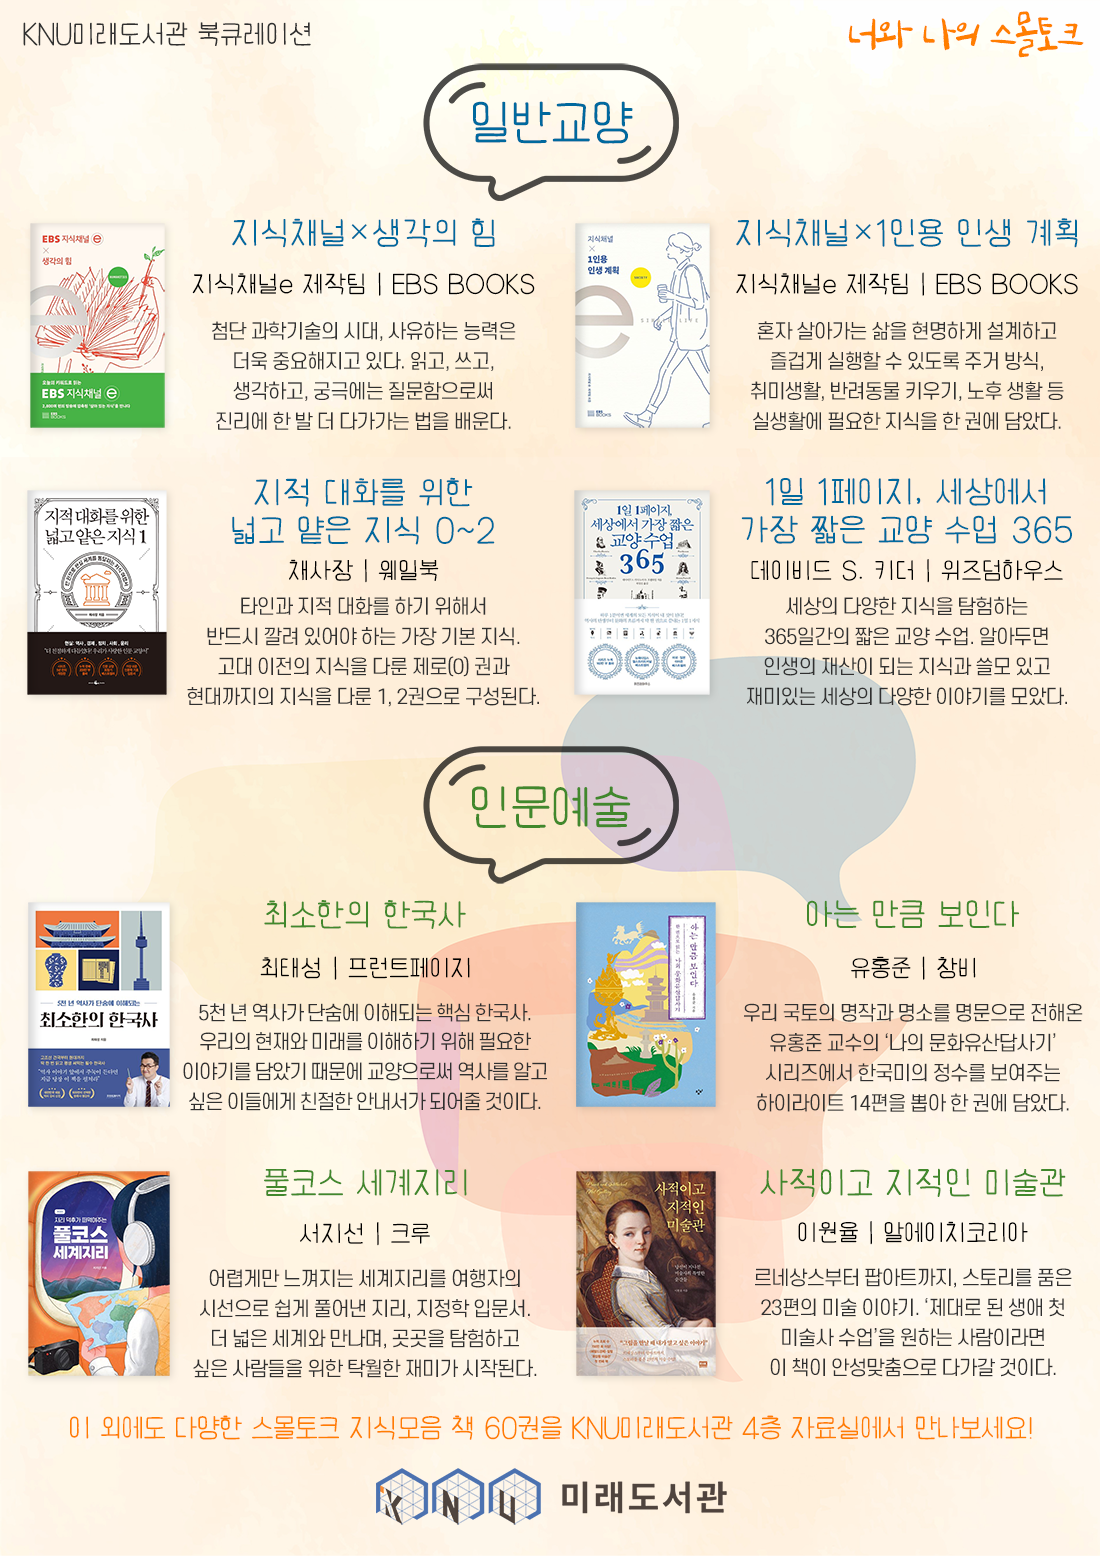 KNU미래도서관 북큐레이션
너와 나의 스몰토크
일반교양
EBS 지식채널 e
×
생각의 힘
오늘의 키워드로 읽는
EBS 지식채널 e
EBS BOOKS
지식채널×생각의 힘
지식채널e 제작팀 | EBS BOOKS
첨단 과학기술의 시대, 사유하는 능력은
더욱 중요해지고 있다. 읽고, 쓰고,
생각하고, 궁극에는 질문함으로써
진리에 한 발 더 다가가는 법을 배운다.
지식채널
×
1인용
인생 계획
e
SINGLE LIFE
EBS BOOKS
지식채널×1인용 인생 계획
지식채널e 제작팀 | EBS BOOKS
혼자 살아가는 삶을 현명하게 설계하고
즐겁게 실행할 수 있도록 주거 방식,
취미생활, 반려동물 키우기, 노후 생활 등
실생활에 필요한 지식을 한 권에 담았다.
지적 대화를 위한
넓고 얕은 지식 1
현실: 역사, 경제, 정치, 사회, 윤리
지적 대화를 위한
넓고 얕은 지식 0~2
채사장 | 웨일북
타인과 지적 대화를 하기 위해서
반드시 깔려 있어야 하는 가장 기본 지식.
고대 이전의 지식을 다룬 제로(0) 권과
현대까지의 지식을 다룬 1, 2권으로 구성된다.
1일 1페이지,
세상에서 가장 짧은
교양 수업
365
1일 1페이지, 세상에서
가장 짧은 교양 수업 365
데이비드 S. 키더 | 위즈덤하우스
세상의 다양한 지식을 탐험하는
365일간의 짧은 교양 수업. 알아두면
인생의 재산이 되는 지식과 쓸모 있고
재미있는 세상의 다양한 이야기를 모았다.
인문예술
5천 년 역사가 단숨에 이해되는
최소한의 한국사
최소한의 한국사
최태성 | 프런트페이지
5천 년 역사가 단숨에 이해되는 핵심 한국사.
우리의 현재와 미래를 이해하기 위해 필요한
이야기를 담았기 때문에 교양으로써 역사를 알고
싶은 이들에게 친절한 안내서가 되어줄 것이다.
아는 만큼 보인다
아는 만큼 보인다
유홍준 | 창비
우리 국토의 명작과 명소를 명문으로 전해온
유홍준 교수의 ‘나의 문화유산답사기’
시리즈에서 한국미의 정수를 보여주는
하이라이트 14편을 뽑아 한 권에 담았다.
지리 덕후가 떠먹여주는
풀코스
세계지리
풀코스 세계지리
서지선 | 크루
어렵게만 느껴지는 세계지리를 여행자의
시선으로 쉽게 풀어낸 지리, 지정학 입문서.
더 넓은 세계와 만나며, 곳곳을 탐험하고
싶은 사람들을 위한 탁월한 재미가 시작된다.
사적이고
지적인
미술관
사적이고 지적인 미술관
이원율 | 알에이치코리아
르네상스부터 팝아트까지, 스토리를 품은
23편의 미술 이야기. ‘제대로 된 생애 첫
미술사 수업’을 원하는 사람이라면
이 책이 안성맞춤으로 다가갈 것이다.
이 외에도 다양한 스몰토크 지식모음 책 60권을 KNU미래도서관 4층 자료실에서 만나보세요!
KNU 미래도서관